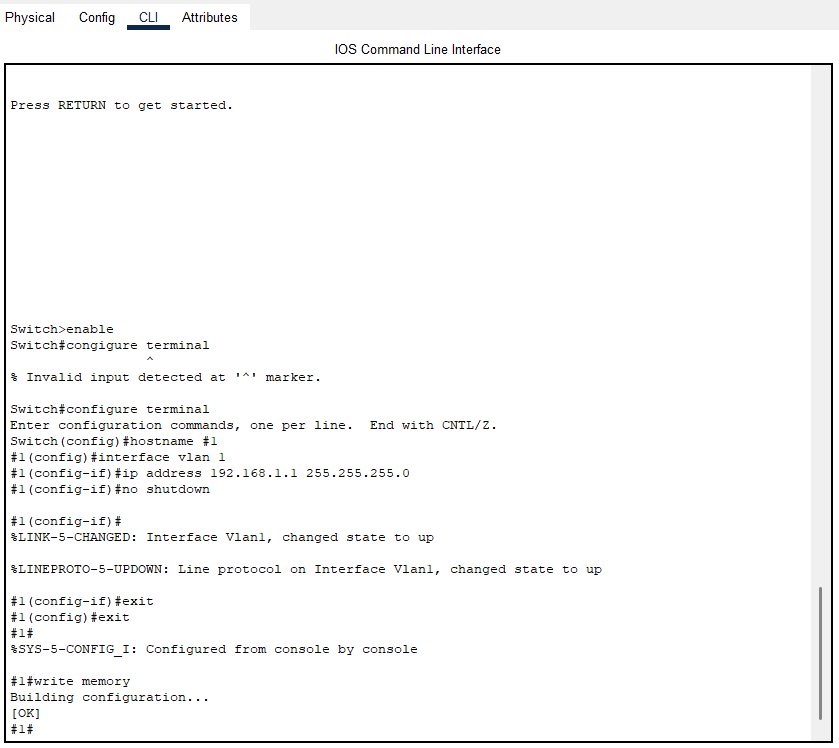 Physical Config CLI Attributes
IOS Command Line Interface
Press RETURN to get started.
Switch>enable
Switch#congigure terminal
^
% Invalid input detected at '^' marker.
Switch#configure terminal
Enter configuration commands, one per line.  End with CNTL/Z.
Switch(config)#hostname #1
#1(config)#interface vlan 1
#1(config-if)#ip address 192.168.1.1 255.255.255.0
#1(config-if)#no shutdown
#1(config-if)#
%LINK-5-CHANGED: Interface Vlan1, changed state to up
%LINEPROTO-5-UPDOWN: Line protocol on Interface Vlan1, changed state to up
#1(config-if)#exit
#1(config)#exit
#1#
%SYS-5-CONFIG_I: Configured from console by console
#1#write memory
Building configuration...
[OK]
#1#